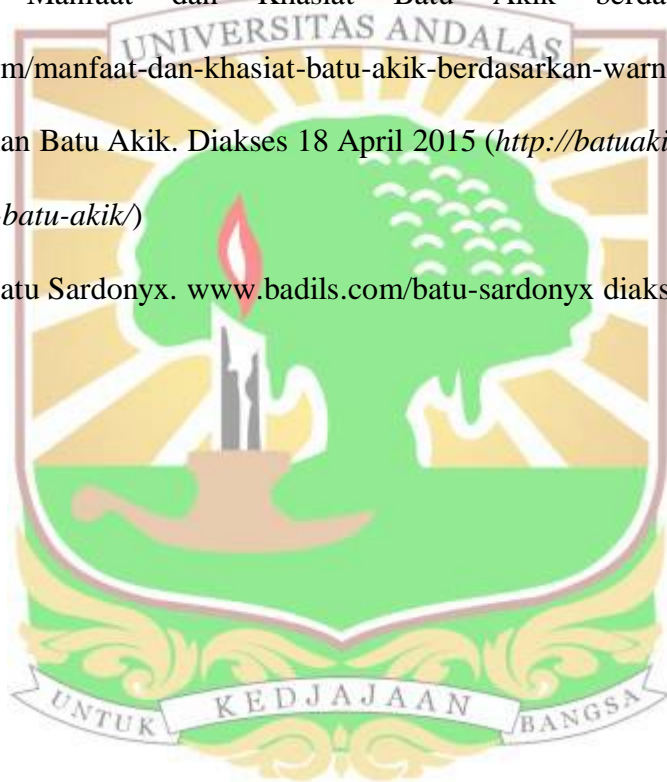 Manfaat dan Khasiat Batu Akik berda
UNIVERSITAS ANDALAS
m/manfaat-dan-khasiat-batu-akik-berdasarkan-warn
an Batu Akik. Diakses 18 April 2015 (http://batuaki
-batu-akik/)
atu Sardonyx. www.badils.com/batu-sardonyx diaks
UNTUK KEDJAJAAN BANGSA